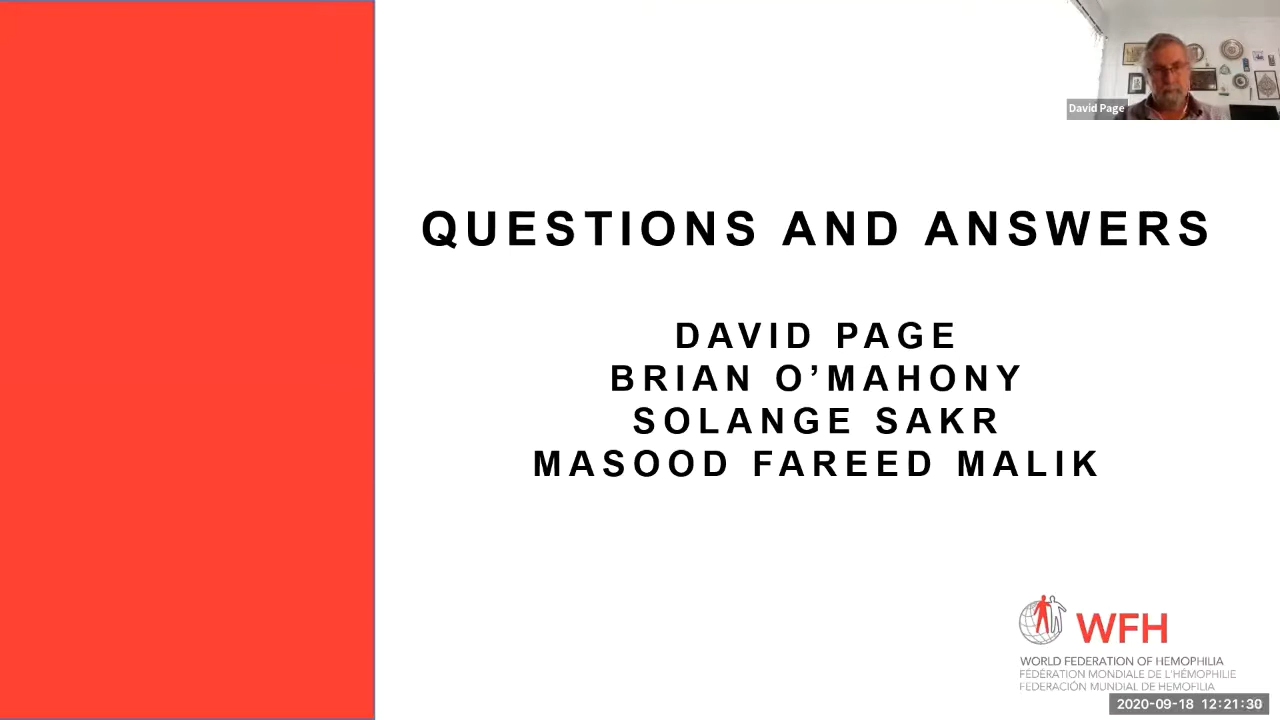 David Page
QUESTIONS AND ANSWERS
DAVID PAGE
BRIAN O’MAHONY
SOLANGE SAKR
MASOOD FAREED MALIK
WFH
WORLD FEDERATION OF HEMOPHILIA
FÉDÉRATION MONDIALE DE L'HÉMOPHILIE
FEDERACIÓN MUNDIAL DE HEMOFILIA
2020-09-18 12:21:30